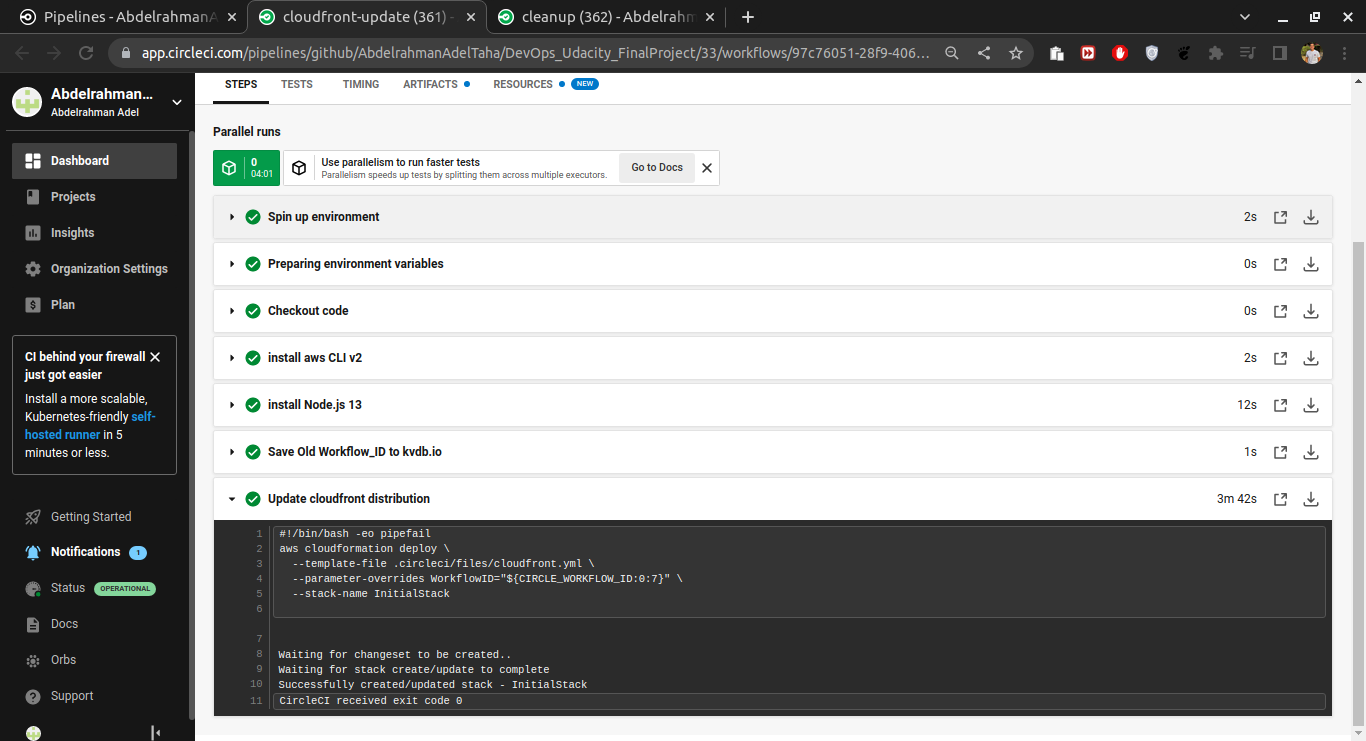 Pipelines - AbdelrahmanA
cloudfront-update (361) -
cleanup (362) - Abdelrahm
app.circleci.com/pipelines/github/AbdelrahmanAdelTaha/DevOps_Udacity_FinalProject/33/workflows/97c76051-28f9-406...
Abdelrahman...
Abdelrahman Adel
Dashboard
Projects
Insights
Organization Settings
Plan
CI behind your firewall
just got easier
Install a more scalable,
Kubernetes-friendly self-
hosted runner in 5
minutes or less.
Getting Started
Notifications 1
Status OPERATIONAL
Docs
Orbs
Support
STEPS TESTS TIMING ARTIFACTS RESOURCES NEW
Parallel runs
0
04:01
Use parallelism to run faster tests
Parallelism speeds up tests by splitting them across multiple executors.
Go to Docs
Spin up environment 2s
Preparing environment variables 0s
Checkout code 0s
install aws CLI v2 2s
install Node.js 13 12s
Save Old Workflow_ID to kvdb.io 1s
Update cloudfront distribution 3m 42s
1 #!/bin/bash -eo pipefail
2 aws cloudformation deploy \
3 --template-file .circleci/files/cloudfront.yml \
4 --parameter-overrides WorkflowID="${CIRCLE_WORKFLOW_ID:0:7}" \
5 --stack-name InitialStack
6
7
8 Waiting for changeset to be created..
9 Waiting for stack create/update to complete
10 Successfully created/updated stack - InitialStack
11 CircleCI received exit code 0